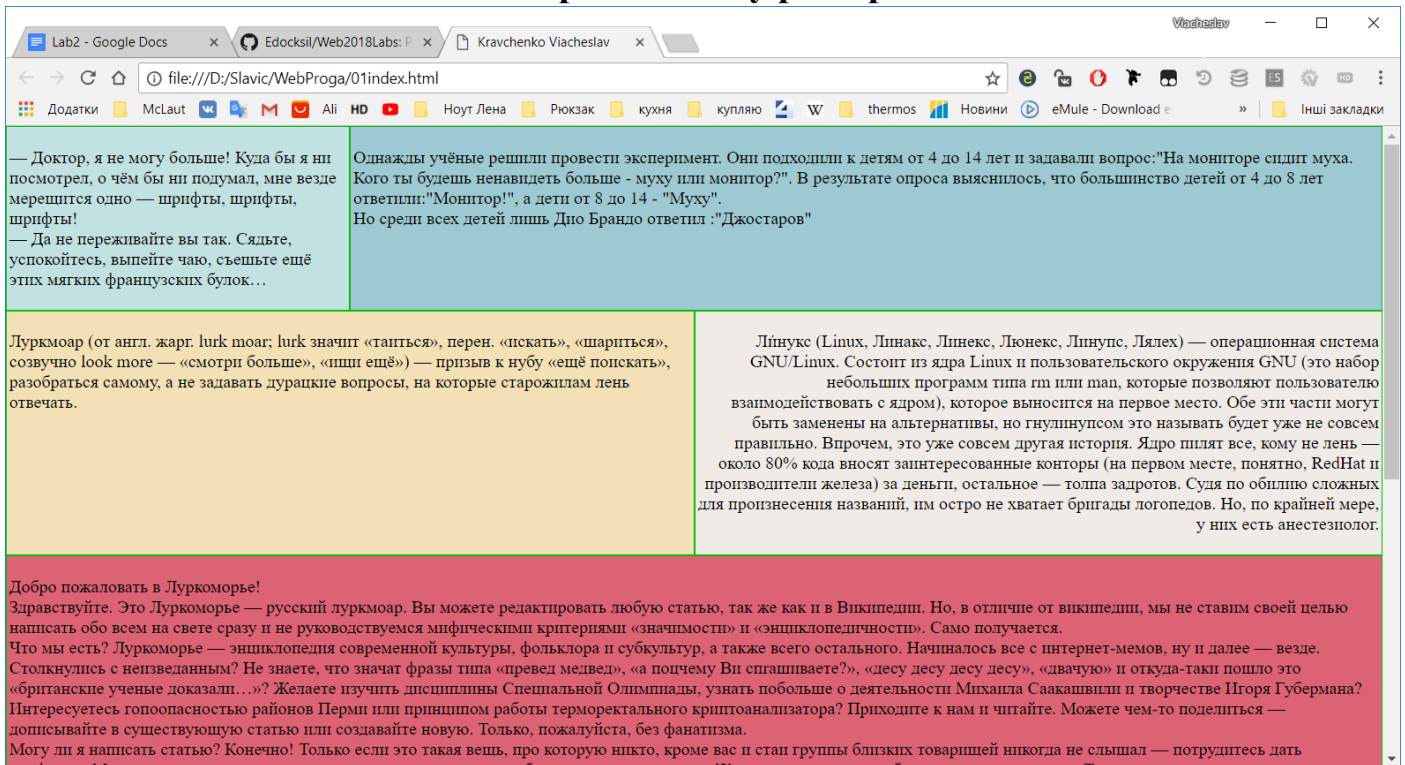 Viacheslav
Lab2 - Google Docs
Edocksil/Web2018Labs: P
Kravchenko Viacheslav
file:///D:/Slavic/WebProga/01index.html
ES
HD
Додатки
McLaut
Ali
HD
Ноут Лена
Рюкзак
кухня
купляю
W
thermos
Новини
eMule - Download e
»
Інші закладки
— Доктор, я не могу больше! Куда бы я ни
посмотрел, о чём бы ни подумал, мне везде
мерещится одно — шрифты, шрифты,
шрифты!
— Да не переживайте вы так. Сядьте,
успокойтесь, выпейте чаю, съешьте ещё
этих мягких французских булок…
Однажды учёные решили провести эксперимент. Они подходили к детям от 4 до 14 лет и задавали вопрос:"На мониторе сидит муха.
Кого ты будешь ненавидеть больше - муху или монитор?". В результате опроса выяснилось, что большинство детей от 4 до 8 лет
ответили:"Монитор!", а дети от 8 до 14 - "Муху".
Но среди всех детей лишь Дио Брандо ответил :"Джостаров"
Луркмоар (от англ. жарг. lurk moar; lurk значит «таиться», перен. «искать», «шариться»,
созвучно look more — «смотри больше», «ищи ещё») — призыв к нубу «ещё поискать»,
разобраться самому, а не задавать дурацкие вопросы, на которые старожилам лень
отвечать.
Ли́нукс (Linux, Линакс, Линекс, Люнекс, Линупс, Лялех) — операционная система
GNU/Linux. Состоит из ядра Linux и пользовательского окружения GNU (это набор
небольших программ типа rm или man, которые позволяют пользователю
взаимодействовать с ядром), которое выносится на первое место. Обе эти части могут
быть заменены на альтернативы, но гнулинупсом это называть будет уже не совсем
правильно. Впрочем, это уже совсем другая история. Ядро пилят все, кому не лень —
около 80% кода вносят заинтересованные конторы (на первом месте, понятно, RedHat и
производители железа) за деньги, остальное — толпа задротов. Судя по обилию сложных
для произнесения названий, им остро не хватает бригады логопедов. Но, по крайней мере,
у них есть анестезиолог.
Добро пожаловать в Луркоморье!
Здравствуйте. Это Луркоморье — русский луркмоар. Вы можете редактировать любую статью, так же как и в Википедии. Но, в отличие от википедии, мы не ставим своей целью
написать обо всем на свете сразу и не руководствуемся мифическими критериями «значимости» и «энциклопедичности». Само получается.
Что мы есть? Луркоморье — энциклопедия современной культуры, фольклора и субкультур, а также всего остального. Начиналось все с интернет-мемов, ну и далее — везде.
Столкнулись с неизведанным? Не знаете, что значат фразы типа «превед медвед», «а почему Ви спгашиваете?», «десу десу десу десу», «двачую» и откуда-таки пошло это
«британские ученые доказали…»? Желаете изучить дисциплины Специальной Олимпиады, узнать побольше о деятельности Михаила Саакашвили и творчестве Игоря Губермана?
Интересуетесь гопоопасностью районов Перми или принципом работы терморектального криптоанализатора? Приходите к нам и читайте. Можете чем-то поделиться —
дописывайте в существующую статью или создавайте новую. Только, пожалуйста, без фанатизма.
Могу ли я написать статью? Конечно! Только если это такая вещь, про которую никто, кроме вас и стаи группы близких товарищей никогда не слышал — потрудитесь дать